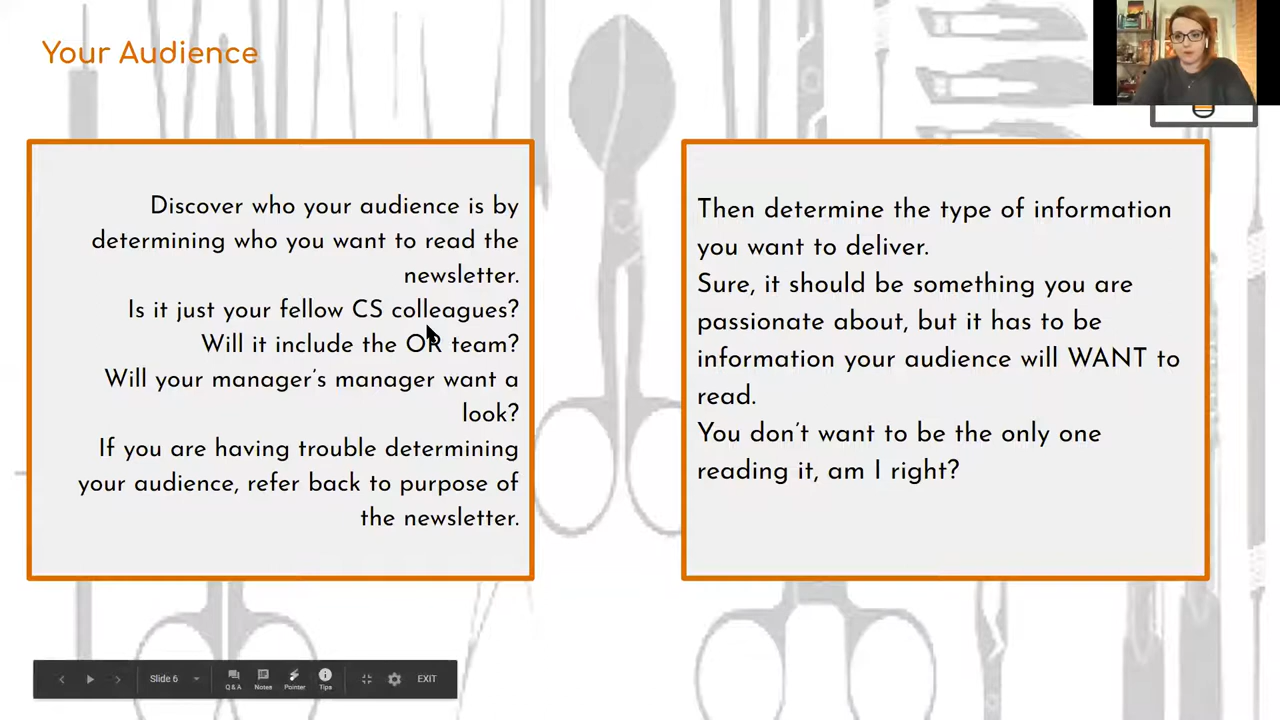 Your Audience
Discover who your audience is by
determining who you want to read the
newsletter.
Is it just your fellow CS colleagues?
Will it include the OR team?
Will your manager's manager want a
look?
If you are having trouble determining
your audience, refer back to purpose of
the newsletter.
Then determine the type of information
you want to deliver.
Sure, it should be something you are
passionate about, but it has to be
information your audience will WANT to
read.
You don't want to be the only one
reading it, am I right?
Slide 6
Q & A
Notes
Pointer
Tips
EXIT